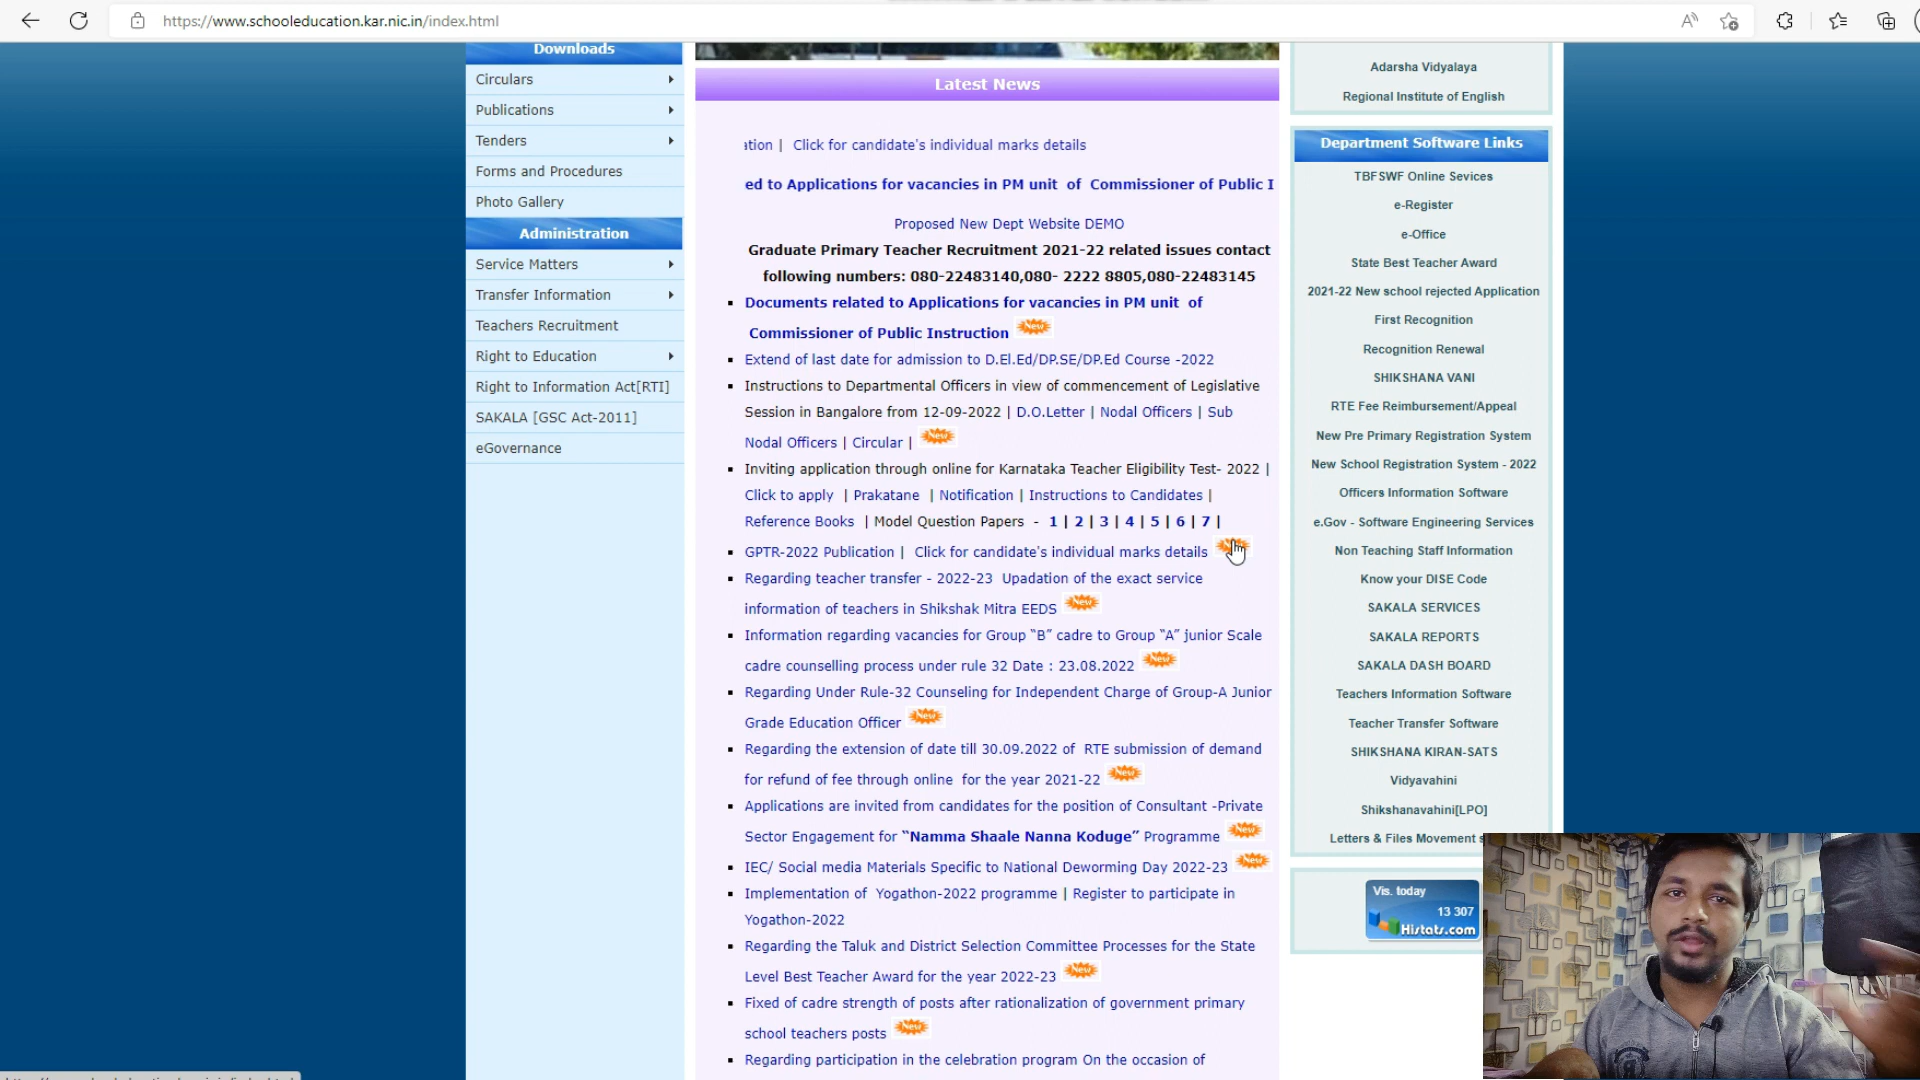 https://www.schooleducation.kar.nic.in/index.html
Downloads
Circulars
Publications
Tenders
Forms and Procedures
Photo Gallery
Administration
Service Matters
Transfer Information
Teachers Recruitment
Right to Education
Right to Information Act[RTI]
SAKALA [GSC Act-2011]
eGovernance
Latest News
ation | Click for candidate's individual marks details
ed to Applications for vacancies in PM unit of Commissioner of Public I
Proposed New Dept Website DEMO
Graduate Primary Teacher Recruitment 2021-22 related issues contact
following numbers: 080-22483140,080- 2222 8805,080-22483145
Documents related to Applications for vacancies in PM unit of
Commissioner of Public Instruction New
Extend of last date for admission to D.El.Ed/DP.SE/DP.Ed Course -2022
Instructions to Departmental Officers in view of commencement of Legislative
Session in Bangalore from 12-09-2022 | D.O.Letter | Nodal Officers | Sub
Nodal Officers | Circular | New
Inviting application through online for Karnataka Teacher Eligibility Test- 2022 |
Click to apply | Prakatane | Notification | Instructions to Candidates |
Reference Books | Model Question Papers - 1 | 2 | 3 | 4 | 5 | 6 | 7 |
GPTR-2022 Publication | Click for candidate's individual marks details
Regarding teacher transfer - 2022-23 Upadation of the exact service
information of teachers in Shikshak Mitra EEDS New
Information regarding vacancies for Group “B” cadre to Group “A” junior Scale
cadre counselling process under rule 32 Date : 23.08.2022 New
Regarding Under Rule-32 Counseling for Independent Charge of Group-A Junior
Grade Education Officer New
Regarding the extension of date till 30.09.2022 of RTE submission of demand
for refund of fee through online for the year 2021-22 New
Applications are invited from candidates for the position of Consultant -Private
Sector Engagement for “Namma Shaale Nanna Koduge” Programme New
IEC/ Social media Materials Specific to National Deworming Day 2022-23 New
Implementation of Yogathon-2022 programme | Register to participate in
Yogathon-2022
Regarding the Taluk and District Selection Committee Processes for the State
Level Best Teacher Award for the year 2022-23 New
Fixed of cadre strength of posts after rationalization of government primary
school teachers posts New
Regarding participation in the celebration program On the occasion of
Adarsha Vidyalaya
Regional Institute of English
Department Software Links
TBFSWF Online Sevices
e-Register
e-Office
State Best Teacher Award
2021-22 New school rejected Application
First Recognition
Recognition Renewal
SHIKSHANA VANI
RTE Fee Reimbursement/Appeal
New Pre Primary Registration System
New School Registration System - 2022
Officers Information Software
e.Gov - Software Engineering Services
Non Teaching Staff Information
Know your DISE Code
SAKALA SERVICES
SAKALA REPORTS
SAKALA DASH BOARD
Teachers Information Software
Teacher Transfer Software
SHIKSHANA KIRAN-SATS
Vidyavahini
Shikshanavahini[LPO]
Letters & Files Movement
Vis. today
13 307
Histats.com